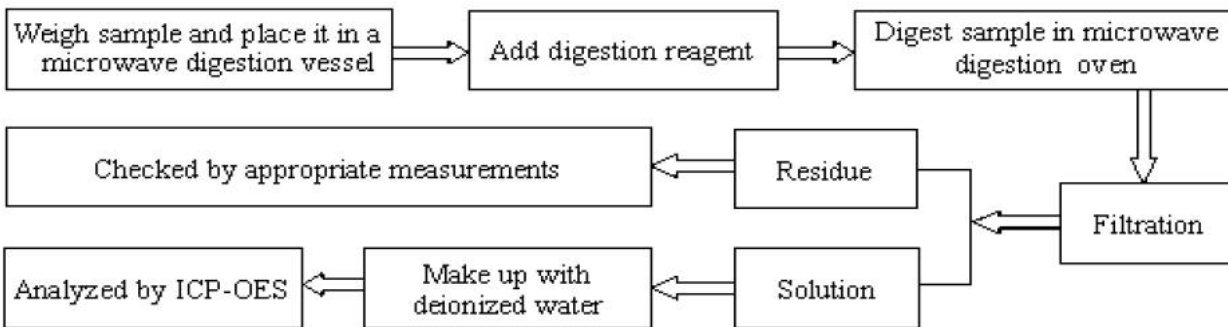 Weigh sample and place it in a
microwave digestion vessel
Add digestion reagent
Digest sample in microwave
digestion oven
Filtration
Residue
Checked by appropriate measurements
Solution
Make up with
deionized water
Analyzed by ICP-OES